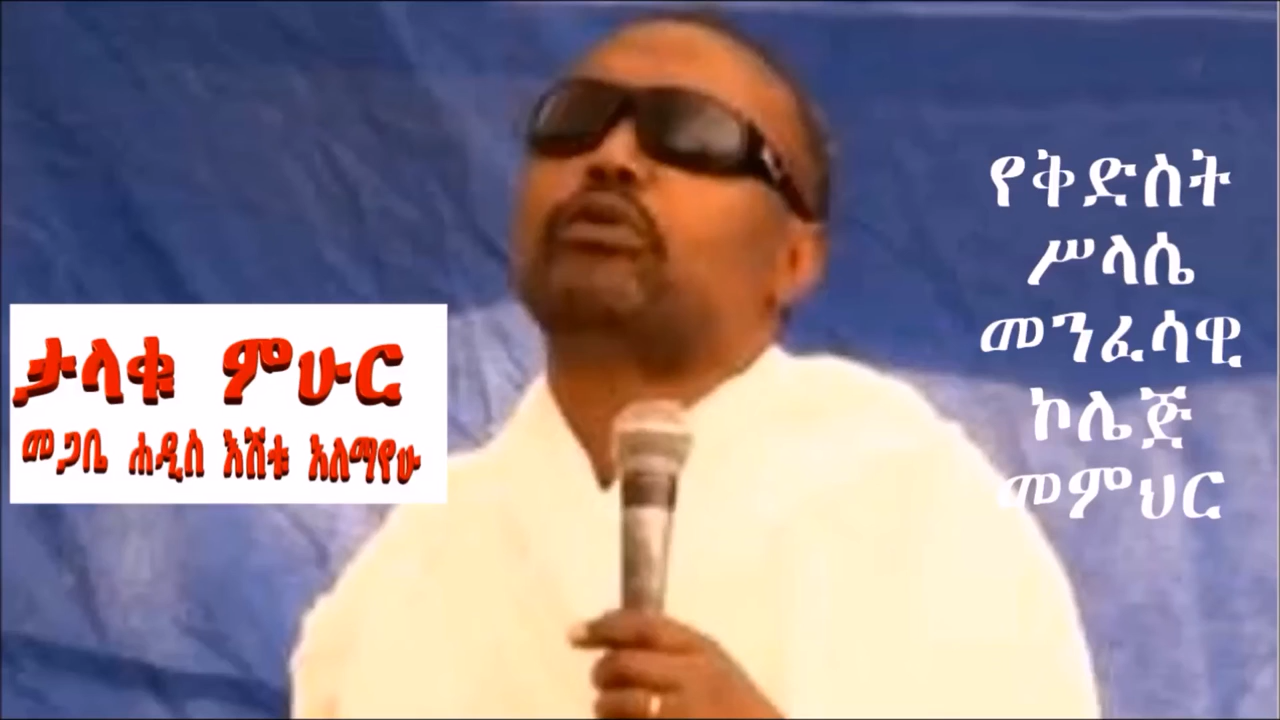 ታላቁ ምሁር
መጋቤ ሐዲስ እሸቱ አለማየሁ
የቅድስት
ሥላሴ
መንፈሳዊ
ኮሌጅ
መምህር